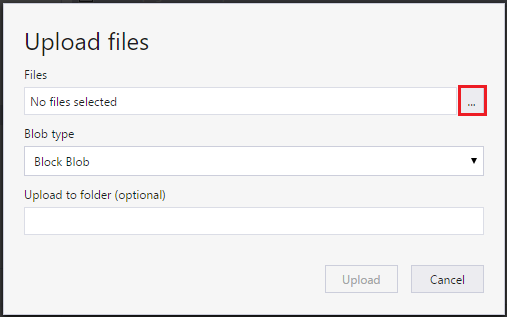 Upload files
Files
No files selected
...
Blob type
Block Blob
Upload to folder (optional)
Upload
Cancel